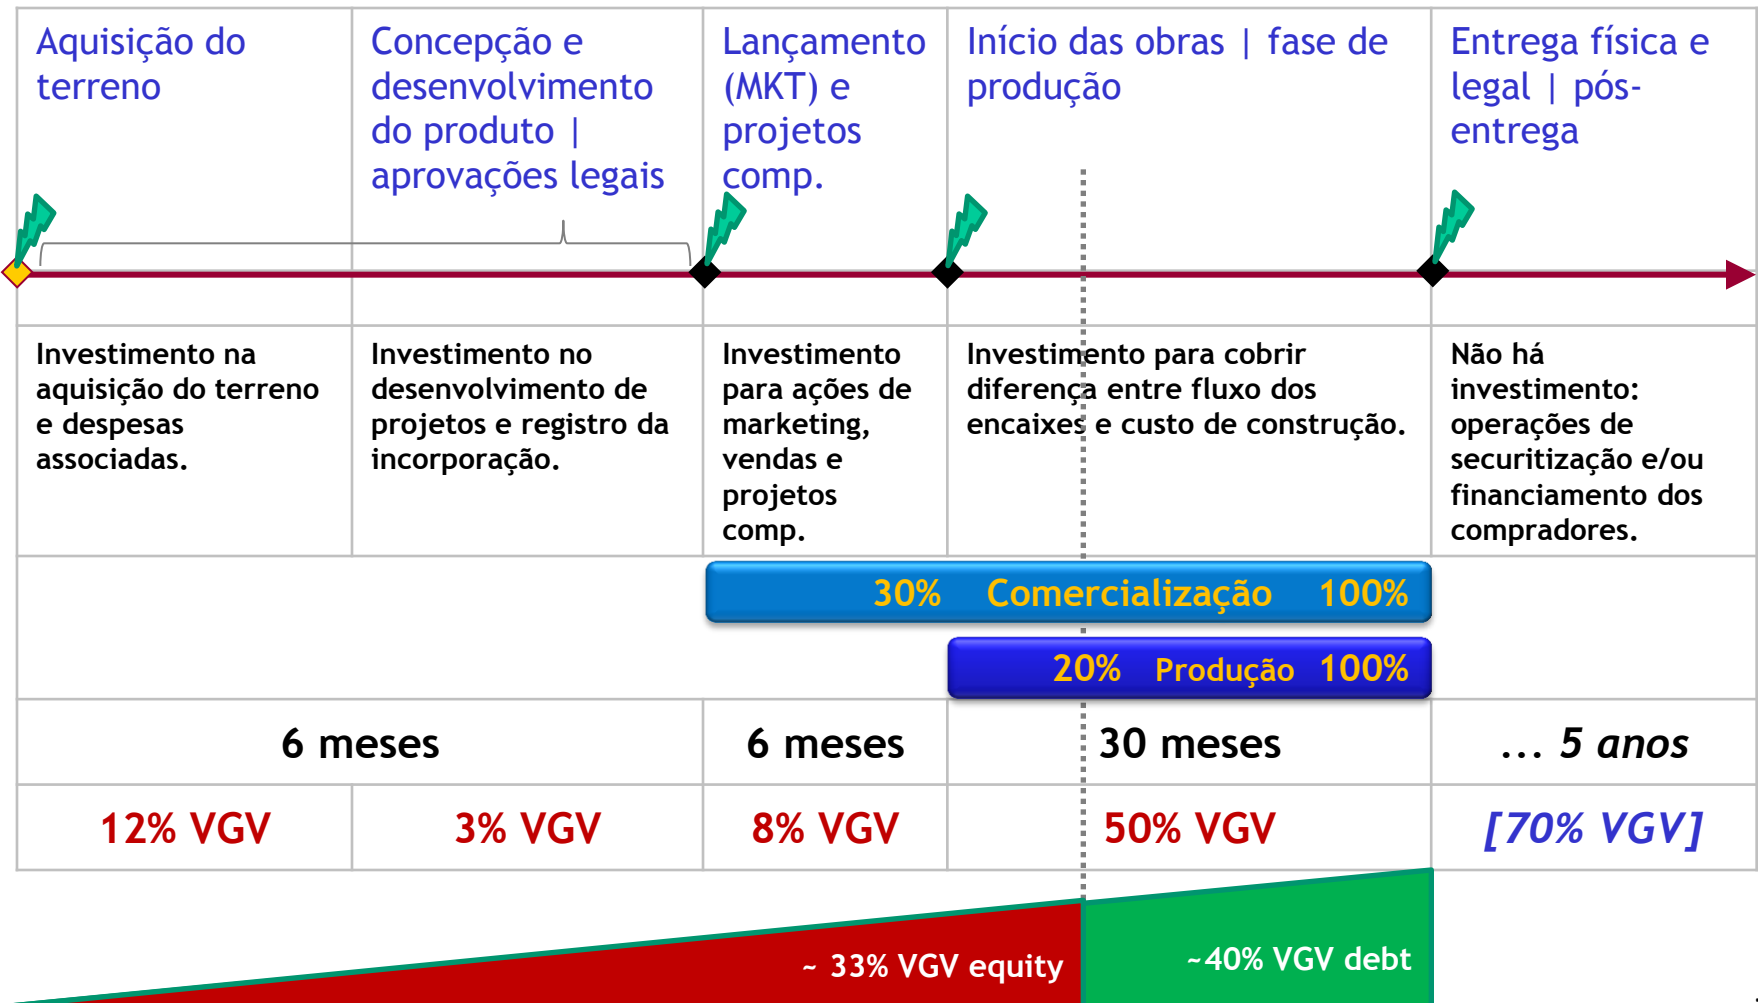 Aquisição do
terreno
Concepção e
desenvolvimento
do produto |
aprovações legais
Lançamento
(MKT) e
projetos
comp.
Início das obras | fase de
produção
Entrega física e
legal | pós-
entrega
Investimento na
aquisição do terreno
e despesas
associadas.
Investimento no
desenvolvimento de
projetos e registro da
incorporação.
Investimento
para ações de
marketing,
vendas e
projetos
comp.
Investimento para cobrir
diferença entre fluxo dos
encaixes e custo de construção.
Não há
investimento:
operações de
securitização e/ou
financiamento dos
compradores.
30% Comercialização 100%
20% Produção 100%
6 meses
6 meses
30 meses
... 5 anos
12% VGV
3% VGV
8% VGV
50% VGV
[70% VGV]
~ 33% VGV equity
~40% VGV debt